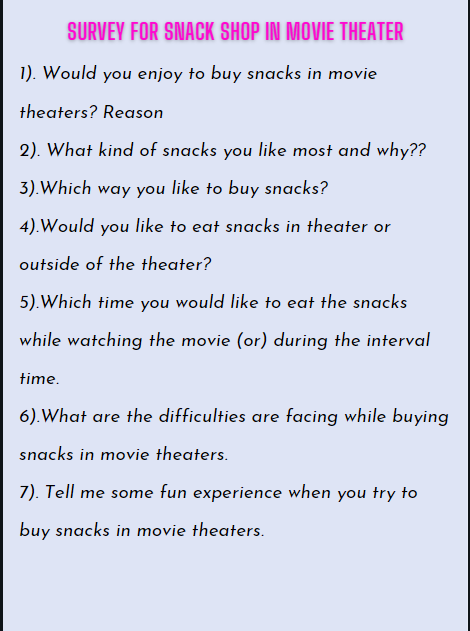 SURVEY FOR SNACK SHOP IN MOVIE THEATER
1). Would you enjoy to buy snacks in movie
theaters? Reason
2). What kind of snacks you like most and why??
3).Which way you like to buy snacks?
4).Would you like to eat snacks in theater or
outside of the theater?
5).Which time you would like to eat the snacks
while watching the movie (or) during the interval
time.
6).What are the difficulties are facing while buying
snacks in movie theaters.
7). Tell me some fun experience when you try to
buy snacks in movie theaters.